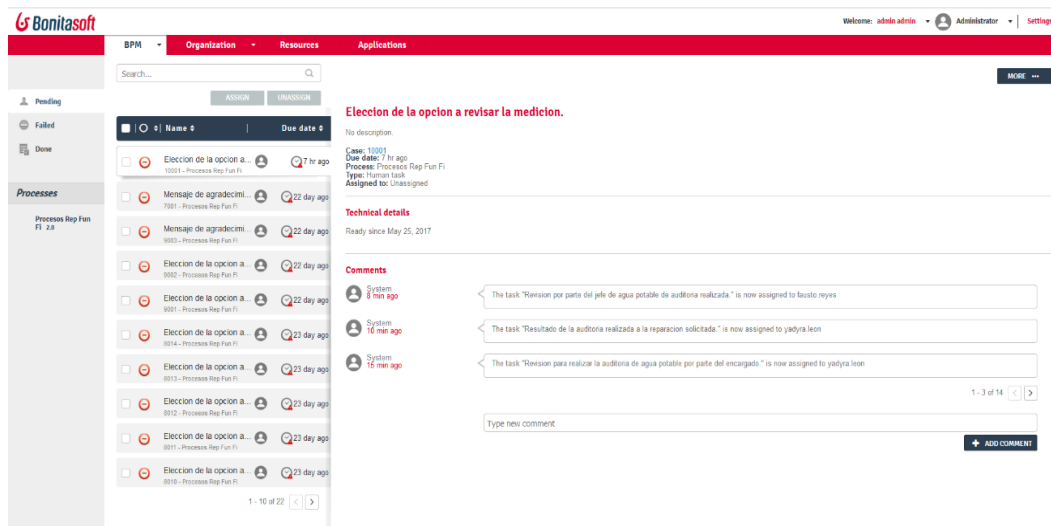 Bonitasoft
Welcome: admin admin Administrator Settings
BPM Organization Resources Applications
Search...
MORE ...
ASSIGN UNASSIGN
Pending
Failed
Done
Processes
Procesos Rep Fun
Fi 2.0
Name Due date
Eleccion de la opcion a... 7 hr ago
10001 - Procesos Rep Fun Fi
Mensaje de agradecimi... 22 day ago
7001 - Procesos Rep Fun Fi
Mensaje de agradecimi... 22 day ago
9003 - Procesos Rep Fun Fi
Eleccion de la opcion a... 22 day ago
9002 - Procesos Rep Fun Fi
Eleccion de la opcion a... 22 day ago
9001 - Procesos Rep Fun Fi
Eleccion de la opcion a... 23 day ago
8014 - Procesos Rep Fun Fi
Eleccion de la opcion a... 23 day ago
8013 - Procesos Rep Fun Fi
Eleccion de la opcion a... 23 day ago
8012 - Procesos Rep Fun Fi
Eleccion de la opcion a... 23 day ago
8011 - Procesos Rep Fun Fi
Eleccion de la opcion a... 23 day ago
8010 - Procesos Rep Fun Fi
1 - 10 of 22
Eleccion de la opcion a revisar la medicion.
No description.
Case: 10001
Due date: 7 hr ago
Process: Procesos Rep Fun Fi
Type: Human task
Assigned to: Unassigned
Technical details
Ready since May 25, 2017
Comments
System
8 min ago
The task "Revision por parte del jefe de agua potable de auditoria realizada." is now assigned to fausto.reyes
System
10 min ago
The task "Resultado de la auditoria realizada a la reparacion solicitada." is now assigned to yadyra.leon
System
15 min ago
The task "Revision para realizar la auditoria de agua potable por parte del encargado." is now assigned to yadyra.leon
1 - 3 of 14
Type new comment
+ ADD COMMENT